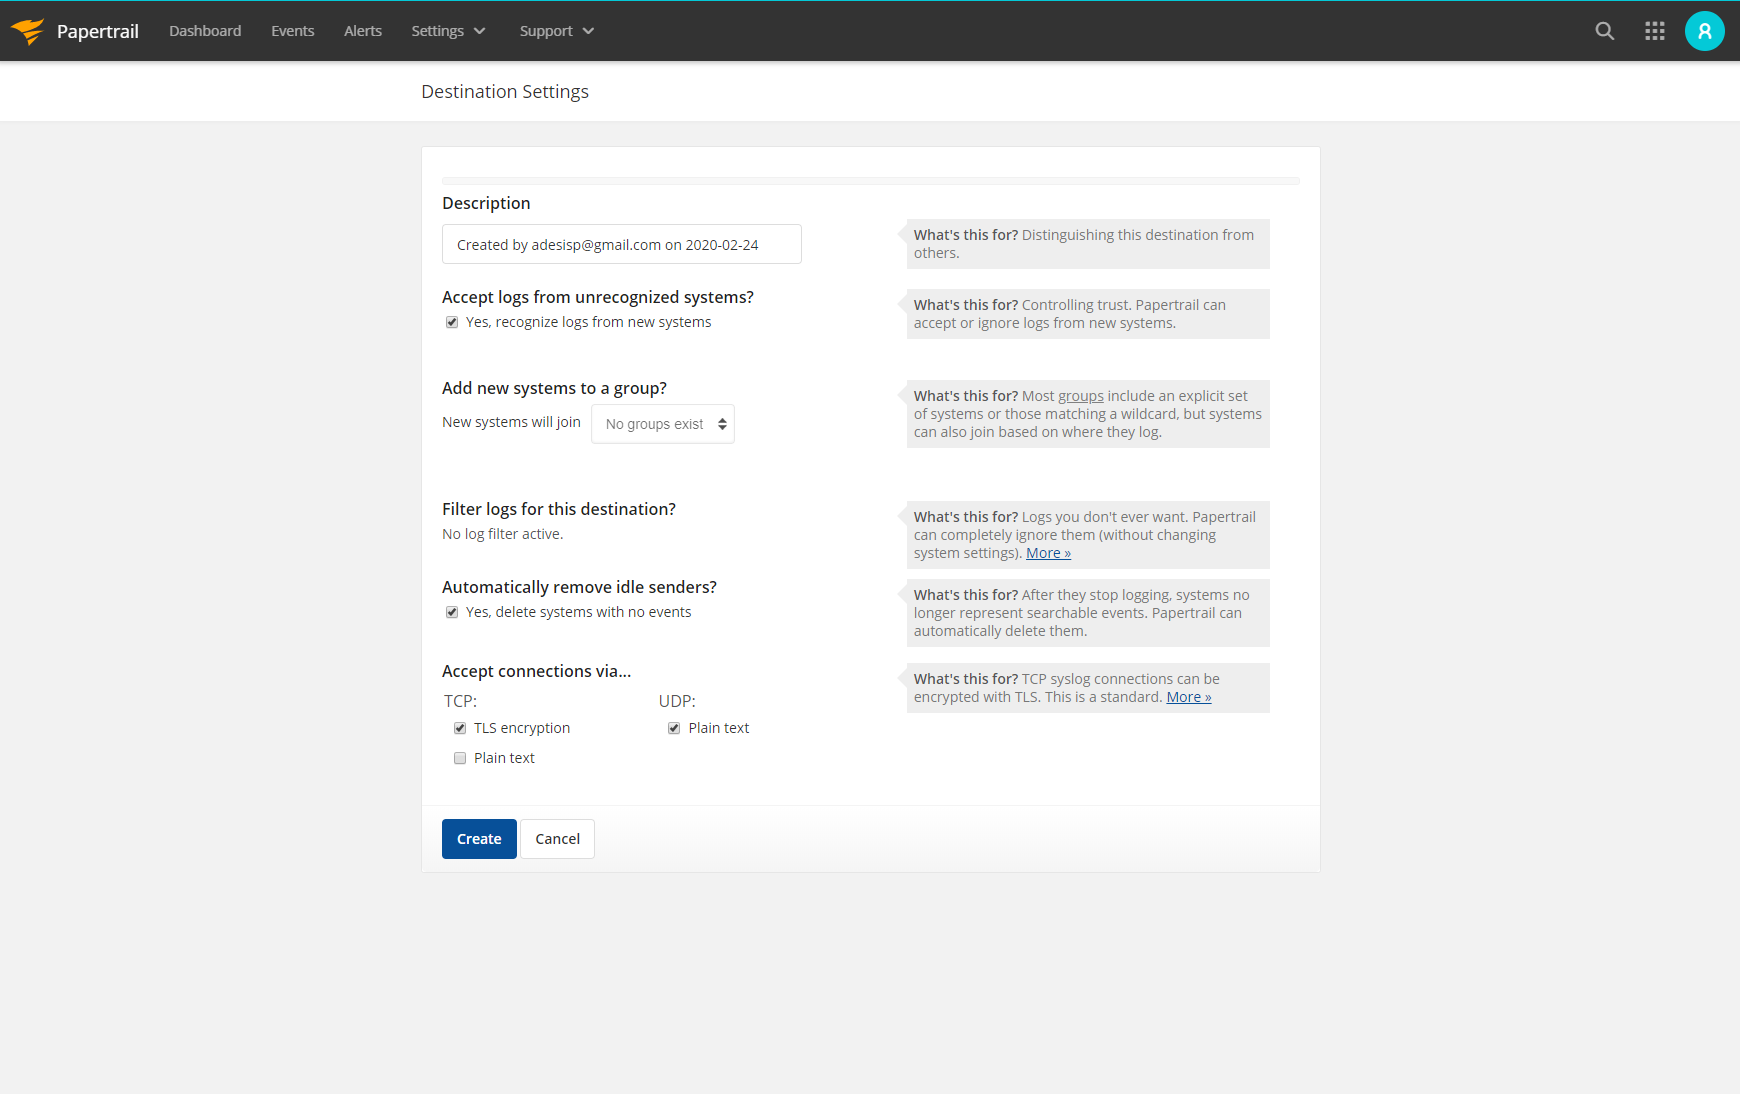 Papertrail Dashboard Events Alerts Settings Support
Destination Settings
Description
Created by adesisp@gmail.com on 2020-02-24
What's this for? Distinguishing this destination from
others.
Accept logs from unrecognized systems?
Yes, recognize logs from new systems
What's this for? Controlling trust. Papertrail can
accept or ignore logs from new systems.
Add new systems to a group?
New systems will join No groups exist
What's this for? Most groups include an explicit set
of systems or those matching a wildcard, but systems
can also join based on where they log.
Filter logs for this destination?
No log filter active.
What's this for? Logs you don't ever want. Papertrail
can completely ignore them (without changing
system settings). More »
Automatically remove idle senders?
Yes, delete systems with no events
What's this for? After they stop logging, systems no
longer represent searchable events. Papertrail can
automatically delete them.
Accept connections via...
TCP: UDP:
TLS encryption Plain text
Plain text
What's this for? TCP syslog connections can be
encrypted with TLS. This is a standard. More »
Create Cancel